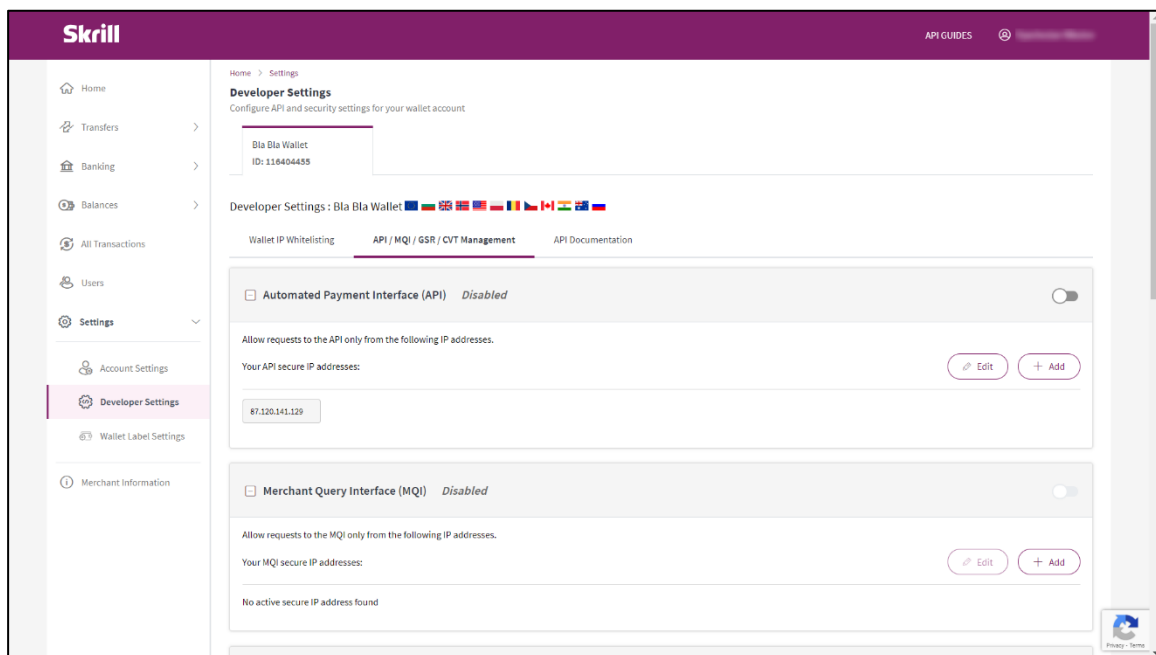 Skrill
API GUIDES
Home
Transfers
Banking
Balances
All Transactions
Users
Settings
Account Settings
Developer Settings
Wallet Label Settings
Merchant Information
Home > Settings
Developer Settings
Configure API and security settings for your wallet account
Bla Bla Wallet
ID: 116404455
Developer Settings : Bla Bla Wallet
Wallet IP Whitelisting API / MQI / GSR / CVT Management API Documentation
Automated Payment Interface (API) Disabled
Allow requests to the API only from the following IP addresses.
Your API secure IP addresses: Edit + Add
87.120.141.129
Merchant Query Interface (MQI) Disabled
Allow requests to the MQI only from the following IP addresses.
Your MQI secure IP addresses: Edit + Add
No active secure IP address found
Privacy - Terms